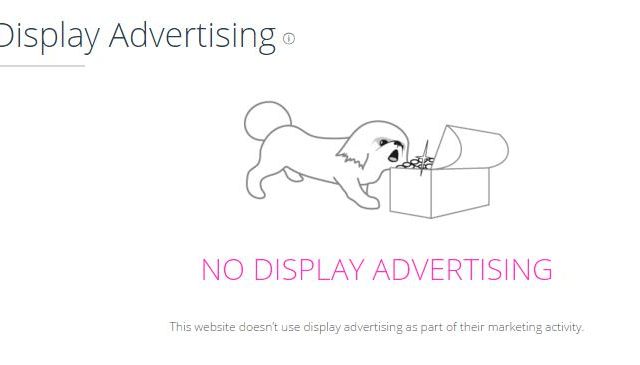 Display Advertising
NO DISPLAY ADVERTISING
This website doesn't use display advertising as part of their marketing activity.